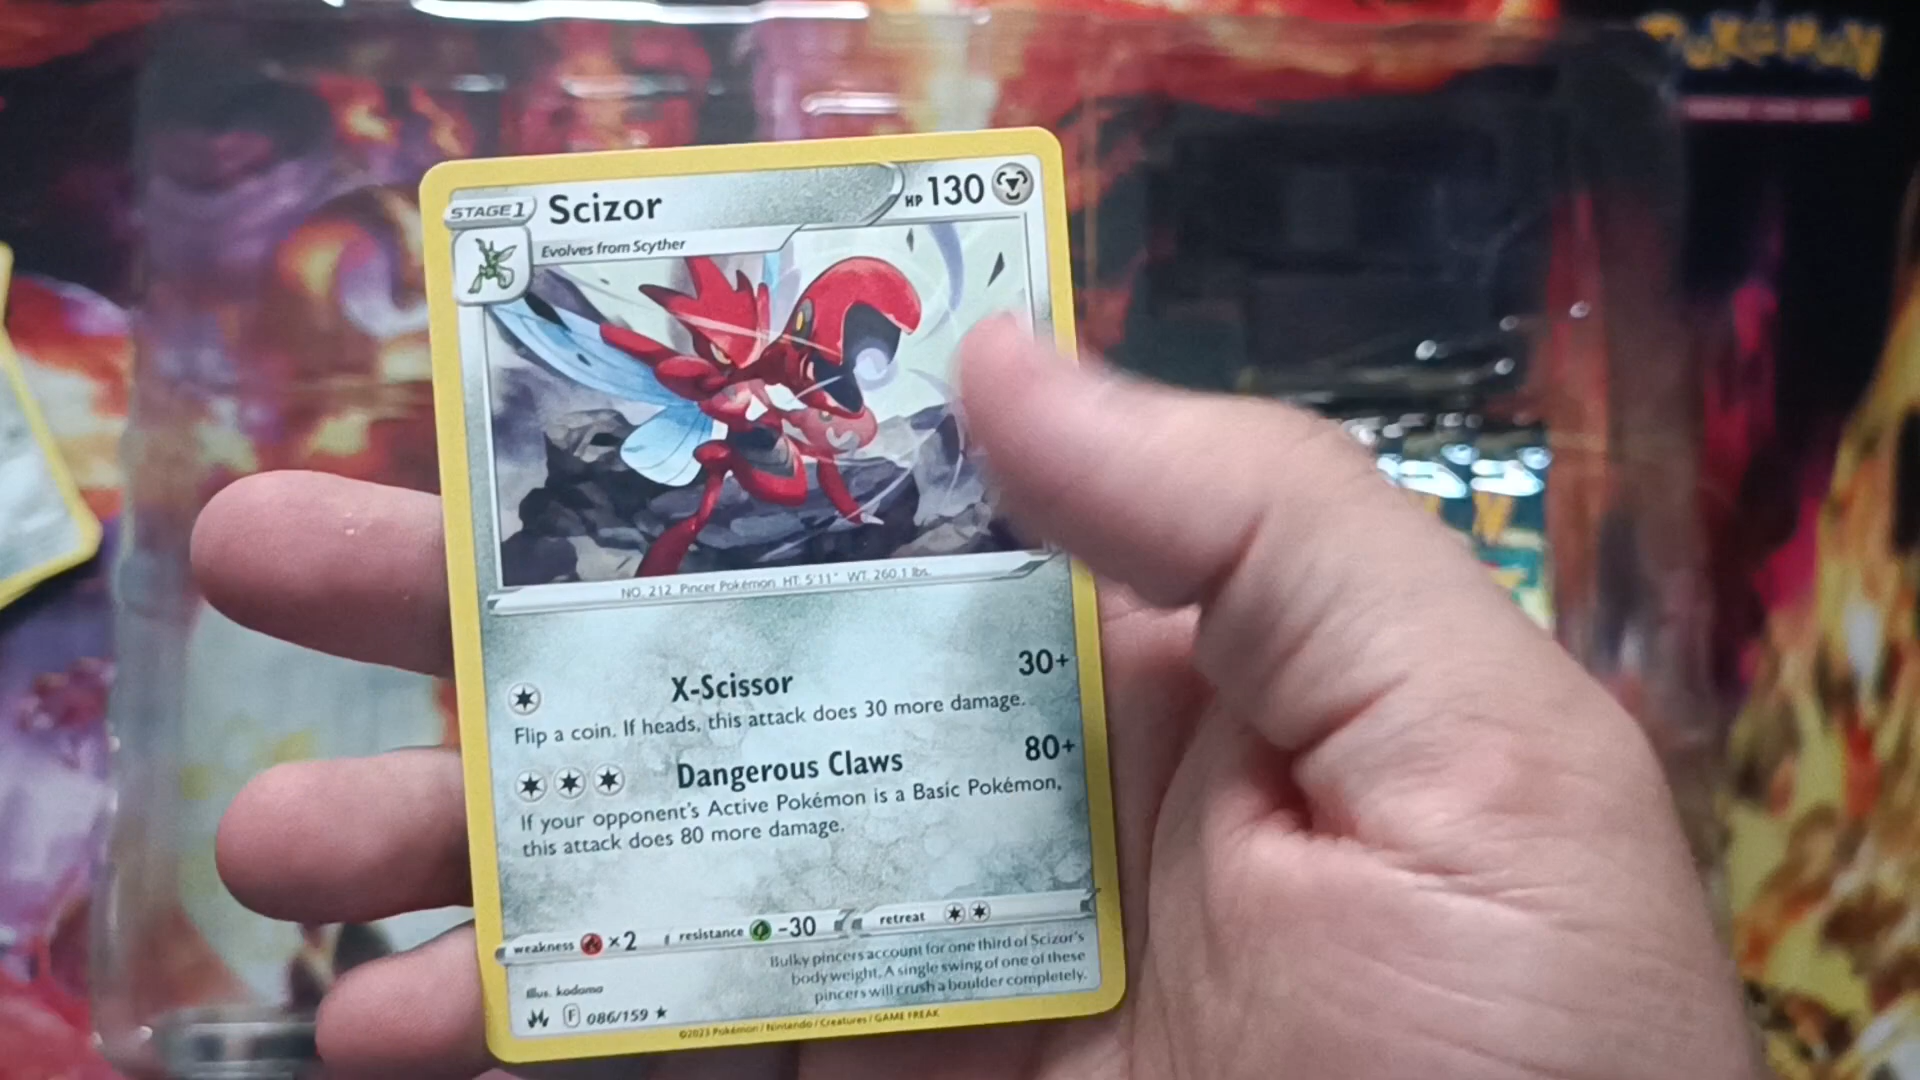 Pokémon
STAGE 1 Scizor HP 130
Evolves from Scyther
NO. 212 Pincer Pokémon HT. 5'11" WT. 260.1 lbs.
X-Scissor 30+
Flip a coin. If heads, this attack does 30 more damage.
Dangerous Claws 80+
If your opponent's Active Pokémon is a Basic Pokémon,
this attack does 80 more damage.
weakness ×2 resistance -30 retreat
Bulky pincers account for one third of Scizor's
body weight. A single swing of one of these
pincers will crush a boulder completely.
Illus. kodama
F 086/159 ★
©2023 Pokémon / Nintendo / Creatures / GAME FREAK